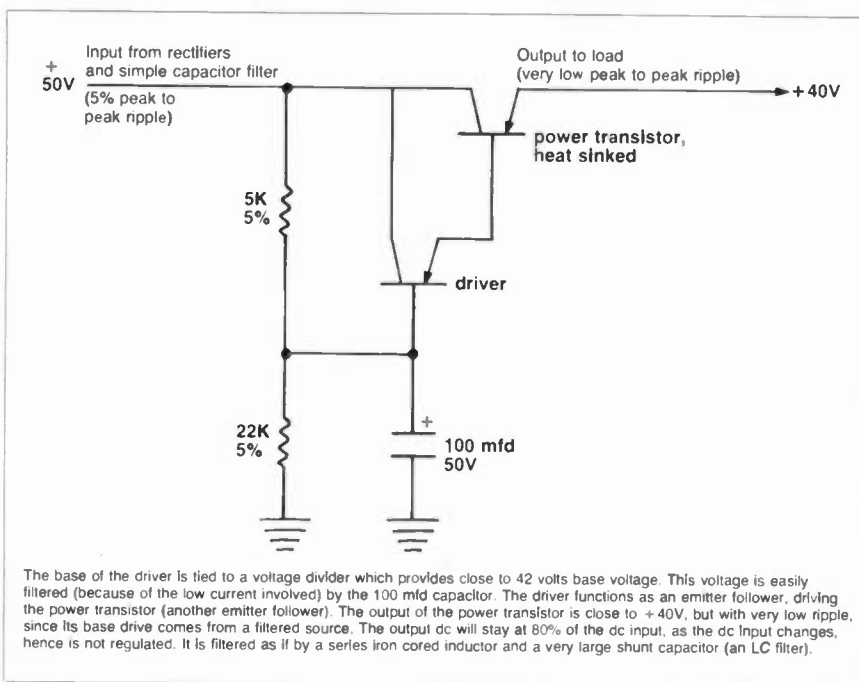 Input from rectifiers
and simple capacitor filter
+
50V
(5% peak to
peak ripple)
Output to load
(very low peak to peak ripple)
+40V
power transistor,
heat sinked
5K
5%
driver
22K
5%
+
100 mfd
50V
The base of the driver is tied to a voltage divider which provides close to 42 volts base voltage. This voltage is easily
filtered (because of the low current involved) by the 100 mfd capacitor. The driver functions as an emitter follower, driving
the power transistor (another emitter follower). The output of the power transistor is close to +40V, but with very low ripple,
since its base drive comes from a filtered source. The output dc will stay at 80% of the dc input, as the dc input changes,
hence is not regulated. It is filtered as if by a series iron cored inductor and a very large shunt capacitor (an LC filter).